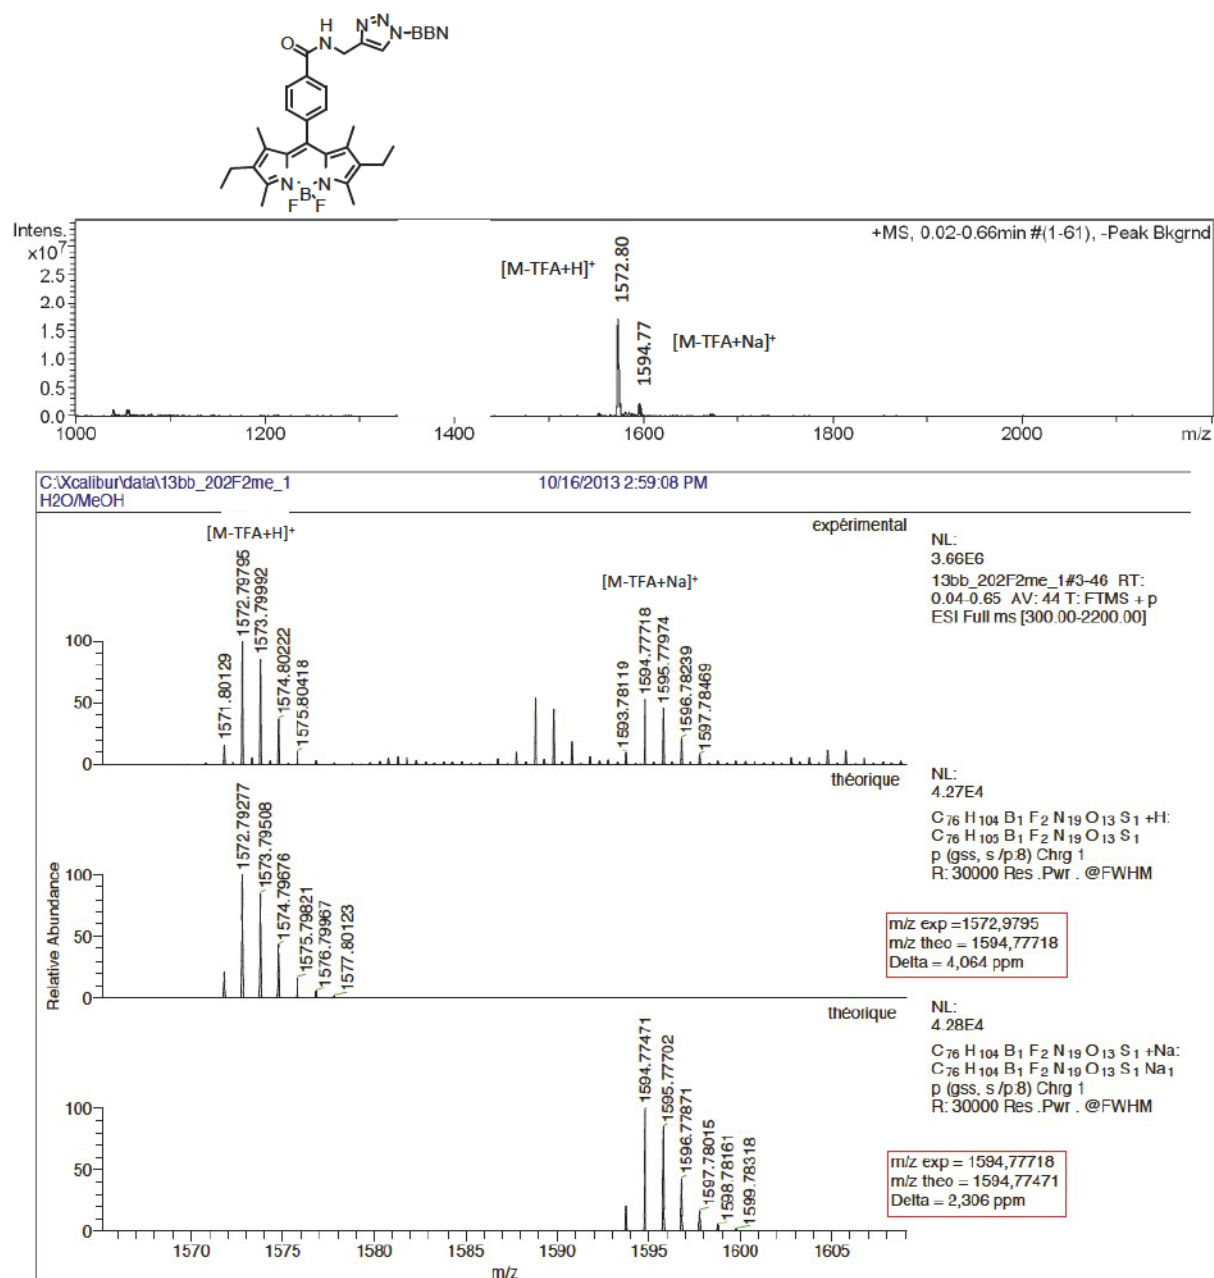 H
N
O
N=N
N-BBN
N
B
N
F F
Intens.
x10⁷
+MS, 0.02-0.66min #(1-61), -Peak Bkgrnd
[M-TFA+H]⁺
1572.80
[M-TFA+Na]⁺
1594.77
2.5
2.0
1.5
1.0
0.5
0.0
1000 1200 1400 1600 1800 2000 m/z
C:\Xcalibur\data\13bb_202F2me_1 10/16/2013 2:59:08 PM
H2O/MeOH
expérimental
[M-TFA+H]⁺
[M-TFA+Na]⁺
NL:
3.66E6
13bb_202F2me_1#3-46 RT:
0.04-0.65 AV: 44 T: FTMS + p
ESI Full ms [300.00-2200.00]
1571.80129
1572.79795
1573.79992
1574.80222
1575.80418
1593.78119
1594.77718
1595.77974
1596.78239
1597.78469
100
50
0
théorique
NL:
4.27E4
C₇₆ H₁₀₄ B₁ F₂ N₁₉ O₁₃ S₁ +H:
C₇₆ H₁₀₅ B₁ F₂ N₁₉ O₁₃ S₁
p (gss, s /p:8) Chrg 1
R: 30000 Res .Pwr . @FWHM
1572.79277
1573.79508
1574.79676
1575.79821
1576.79967
1577.80123
100
50
0
m/z exp =1572,9795
m/z theo = 1594,77718
Delta = 4,064 ppm
Relative Abundance
théorique
NL:
4.28E4
C₇₆ H₁₀₄ B₁ F₂ N₁₉ O₁₃ S₁ +Na:
C₇₆ H₁₀₄ B₁ F₂ N₁₉ O₁₃ S₁ Na₁
p (gss, s /p:8) Chrg 1
R: 30000 Res .Pwr . @FWHM
1594.77471
1595.77702
1596.77871
1597.78015
1598.78161
1599.78318
100
50
0
m/z exp = 1594,77718
m/z theo = 1594,77471
Delta = 2,306 ppm
1570 1575 1580 1585 1590 1595 1600 1605
m/z